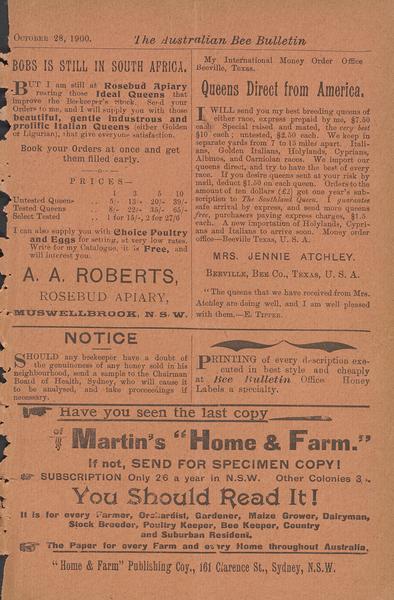 October 28, 1900. The Australian Bee Bulletin
BOBS IS STILL IN SOUTH AFRICA.
BUT I am still at Rosebud Apiary
rearing those Ideal Queens that
improve the Beekeeper's Stock. Send your
Orders to me, and I will supply you with those
beautiful, gentle industrous and
prolific Italian Queens (either Golden
or Ligurian), that give everyone satisfaction.
Book your Orders at once and get
them filled early.
PRICES—
1 3 5 10
Untested Queens .. 5/- 13/- 20/- 39/-
Tested Queens .. 8/- 22/- 35/- 65/-
Select Tested .. 1 for 15/-, 2 for 27/6
I can also supply you with Choice Poultry
and Eggs for setting, at very low rates.
Write for my Catalogue, it is Free, and
will interest you.
A. A. ROBERTS,
ROSEBUD APIARY,
MUSWELLBROOK, N.S.W.
My International Money Order Office
Beeville, Texas.
Queens Direct from America.
I WILL send you my best breeding queens of
either race, express prepaid by me, $7.50
each: Special raised and mated, the very best
$10 each; untested, $2.50 each. We keep in
separate yards from 7 to 15 miles apart. Itali-
ans, Golden Italians, Holylands, Cyprians,
Albinos, and Carniolan races. We import our
queens direct, and try to have the best of every
race. If you desire queens sent at your risk by
mail, deduct $1.50 on each queen. Orders to the
amount of ten dollars (£2) got one year's sub-
scription to The Southland Queen. I guarantee
safe arrival by express, and send more queens
free, purchasers paying express charges, $1.5
each. A new importation of Holylands, Cypri-
ans and Italians to arrive soon. Money order
office—Beeville Texas, U. S. A.
MRS. JENNIE ATCHLEY.
Beeville, Bee Co., Texas, U. S. A.
"The queens that we have received from Mrs.
Atchley are doing well, and I am well pleased
with them.—E. Tipper.
NOTICE
SHOULD any beekeper have a doubt of
the genuineness of any honey sold in his
neighbourhood, send a sample to the Chairman
Board of Health, Sydney, who will cause it
to be analysed, and take proceedings if
necessary.
PRINTING of every description exe-
cuted in best style and cheaply
at Bee Bulletin Office Honey
Labels a specialty.
Have you seen the last copy
of Martin's "Home & Farm."
If not, SEND FOR SPECIMEN COPY!
SUBSCRIPTION Only 26 a year in N.S.W. Other Colonies 3
You Should Read It!
It is for every Farmer, Orchardist, Gardener, Maize Grower, Dairyman,
Stock Breeder, Poultry Keeper, Bee Keeper, Country
and Suburban Resident.
The Paper for every Farm and every Home throughout Australia.
"Home & Farm" Publishing Coy., 161 Clarence St., Sydney, N.S.W.